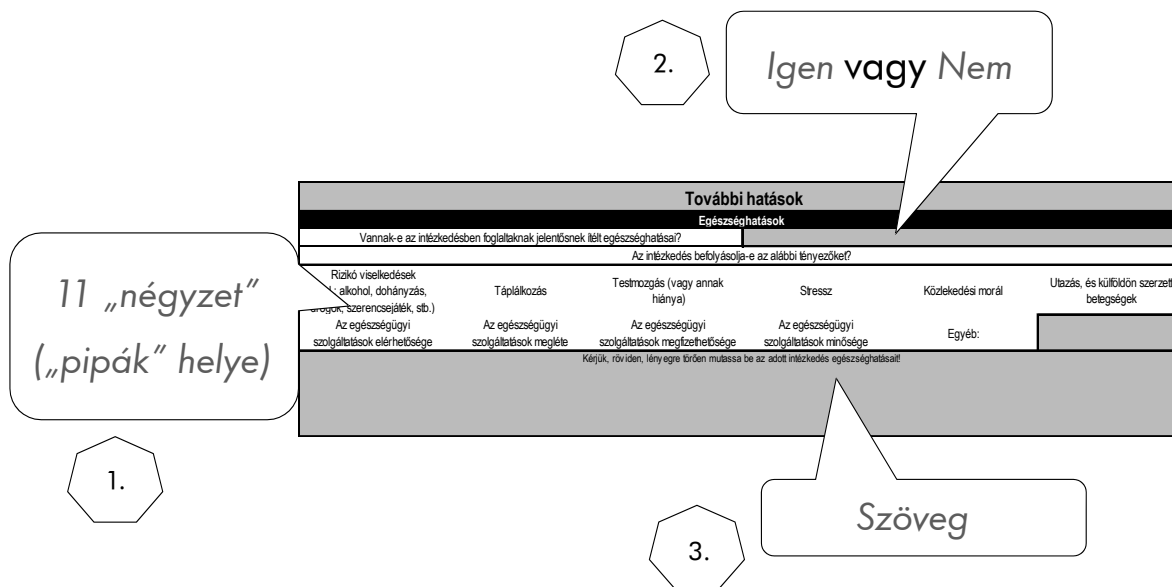 2.
Igen vagy Nem
További hatások
Egészséghatások
Vannak-e az intézkedésben foglaltaknak jelentősnek ítélt egészséghatásai?
Az intézkedés befolyásolja-e az alábbi tényezőket?
11 „négyzet”
(„pipák” helye)
1.
Rizikó viselkedések
: alkohol, dohányzás,
szerencsejáték, stb.)
Táplálkozás
Testmozgás (vagy annak
hiánya)
Stressz
Közlekedési morál
Utazás, és külföldön szerzett
betegségek
Az egészségügyi
szolgáltatások elérhetősége
Az egészségügyi
szolgáltatások megléte
Az egészségügyi
szolgáltatások megfizethetősége
Az egészségügyi
szolgáltatások minősége
Egyéb:
Kérjük, röviden, lényegre törően mutassa be az adott intézkedés egészséghatásait!
Szöveg
3.